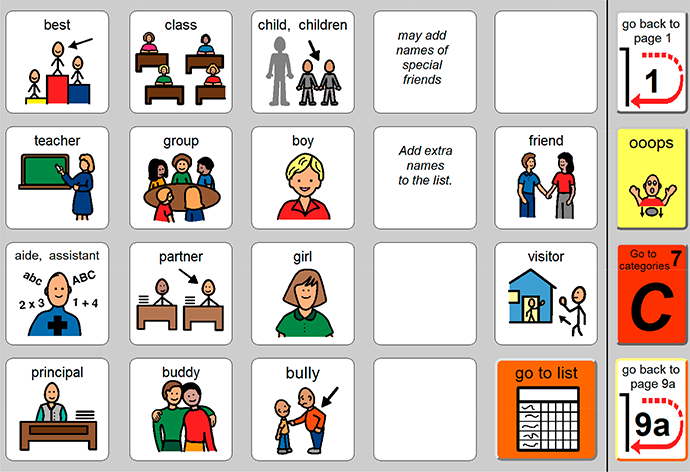 best
class
child, children
may add
names of
special
friends
go back to
page 1
1
teacher
group
boy
Add extra
names
to the list.
friend
ooops
aide, assistant
abc
ABC
2 x 3
1 + 4
partner
girl
visitor
Go to
categories 7
C
principal
buddy
bully
go to list
go back to
page 9a
9a